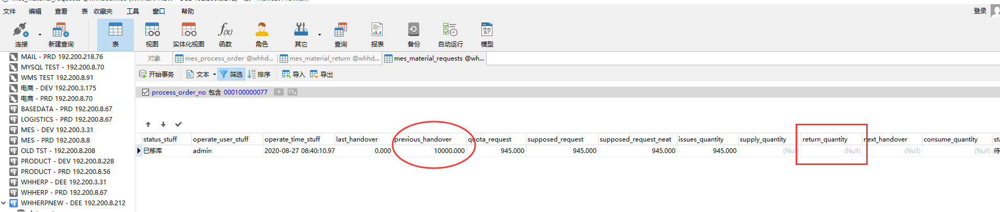 文件 编辑 查看 表 收藏夹 工具 窗口 帮助 登录
连接 新建查询 表 视图 实体化视图 f(x) 函数 角色 其它 查询 报表 备份 自动运行 模型
MAIL - PRD 192.200.218.76
对象 mes_process_order @whhd... mes_material_return @whhd... mes_material_requests @wh...
MYSQL TEST - 192.200.8.70
WMS TEST 192.200.8.91
开始事务 文本 筛选 排序 导入 导出
电商 - DEV 192.200.3.175
process_order_no 包含 000100000077
电商 - PRD 192.200.8.70
BASEDATA - PRD 192.200.8.67
LOGISTICS - PRD 192.200.8.67
MES - DEV 192.200.3.31
MES - PRD 192.200.8.8
status_stuff operate_user_stuff operate_time_stuff last_handover previous_handover quota_request supposed_request supposed_request_neat issues_quantity supply_quantity return_quantity next_handover consume_quantity sta
OLD TST - 192.200.8.208
已移库 admin 2020-08-27 08:40:10.97 0.000 10000.000 945.000 945.000 945.000 945.000 (Null) (Null) (Null) (Null) 待
PRODUCT - DEV 192.200.8.228
PRODUCT - PRD 192.200.8.56
WHHERP - DEE 192.200.3.31
WHHERP - PRD 192.200.8.67
WHHERPNEW - DEE 192.200.8.212